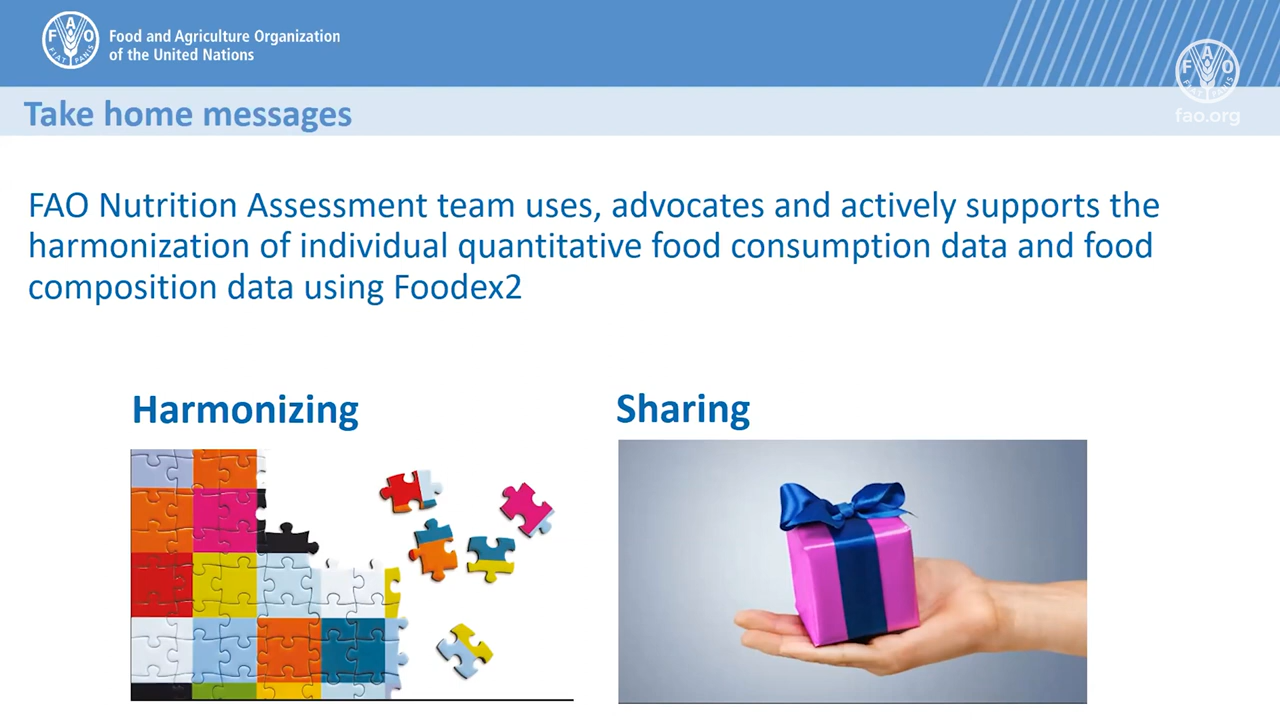 Food and Agriculture Organization
of the United Nations
fao.org
Take home messages
FAO Nutrition Assessment team uses, advocates and actively supports the
harmonization of individual quantitative food consumption data and food
composition data using Foodex2
Harmonizing
Sharing